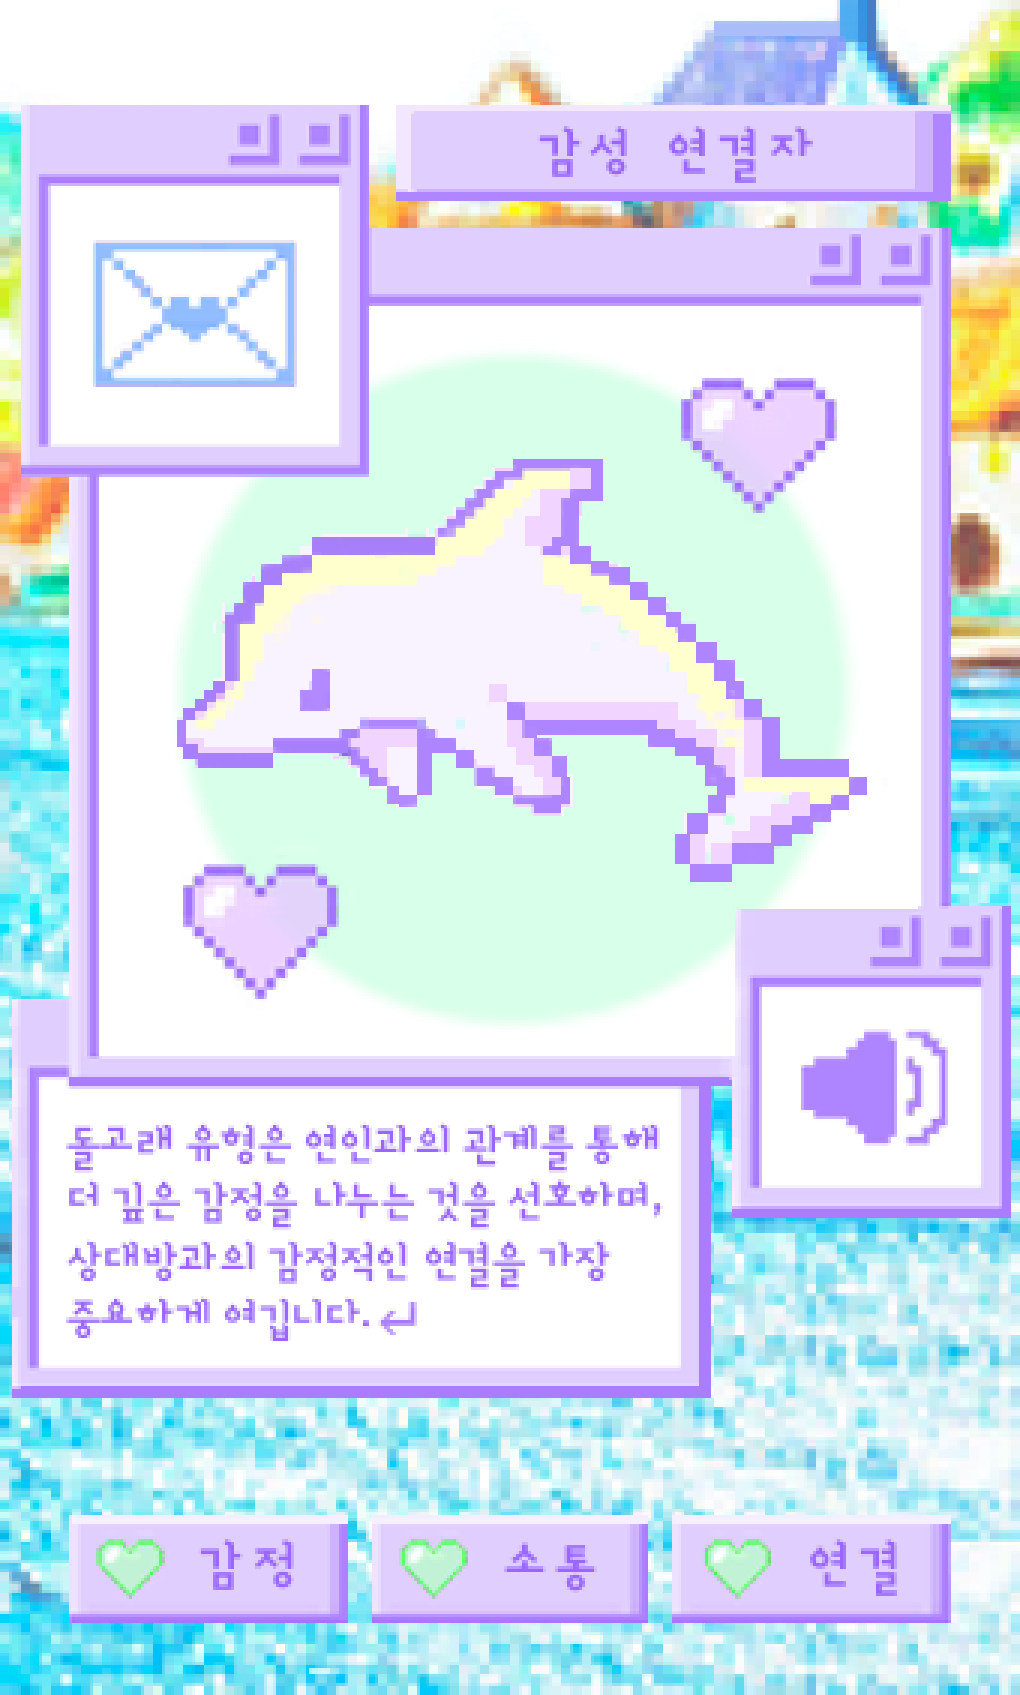 감성 연결자
돌고래 유형은 연인과의 관계를 통해
더 깊은 감정을 나누는 것을 선호하며,
상대방과의 감정적인 연결을 가장
중요하게 여깁니다.
감정
소통
연결